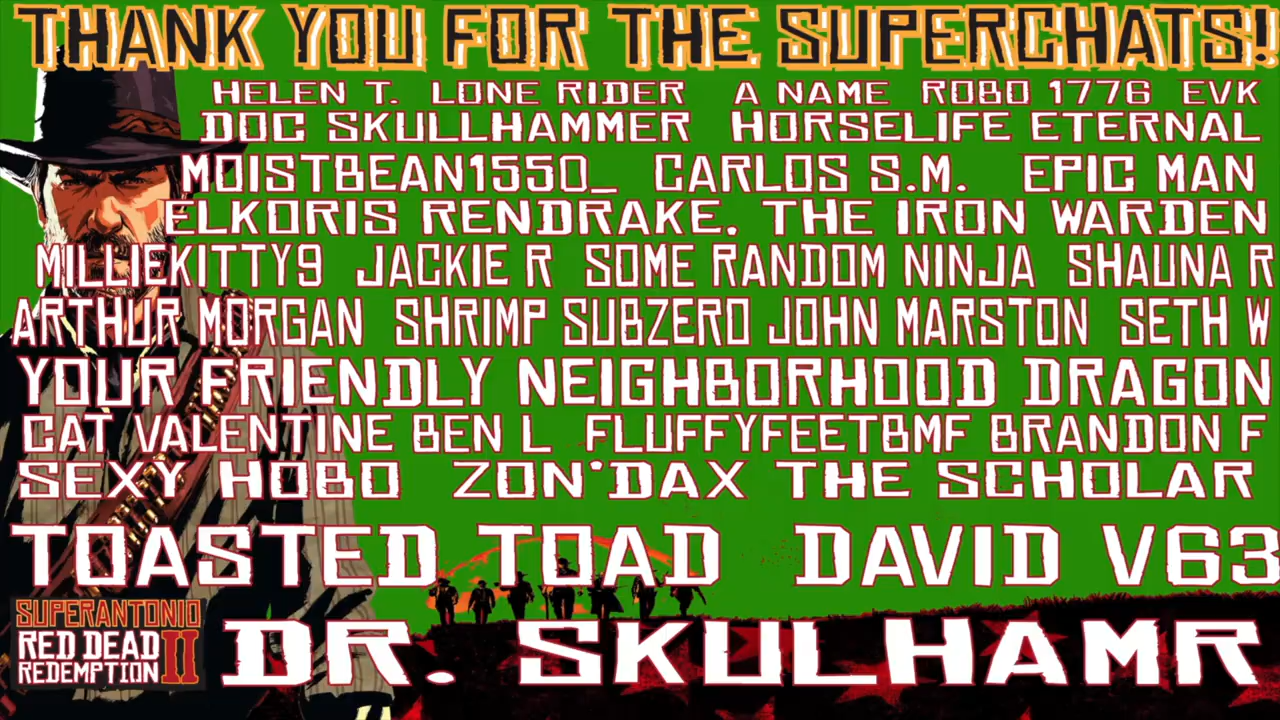 THANK YOU FOR THE SUPERCHATS!
HELEN T. LONE RIDER A NAME ROBO 1776 EVK
DOC SKULLHAMMER HORSELIFE ETERNAL
MOISTBEAN1550_ CARLOS S.M. EPIC MAN
ELKORIS RENDRAKE. THE IRON WARDEN
MILLIEKITTY9 JACKIE R SOME RANDOM NINJA SHAUNA R
ARTHUR MORGAN SHRIMP SUBZERO JOHN MARSTON SETH W
YOUR FRIENDLY NEIGHBORHOOD DRAGON
CAT VALENTINE BEN L FLUFFYFEETBMF BRANDON F
SEXY HOBO ZON'DAX THE SCHOLAR
TOASTED TOAD DAVID V63
SUPERANTONIO
RED DEAD
REDEMPTION II
DR. SKULHAMR